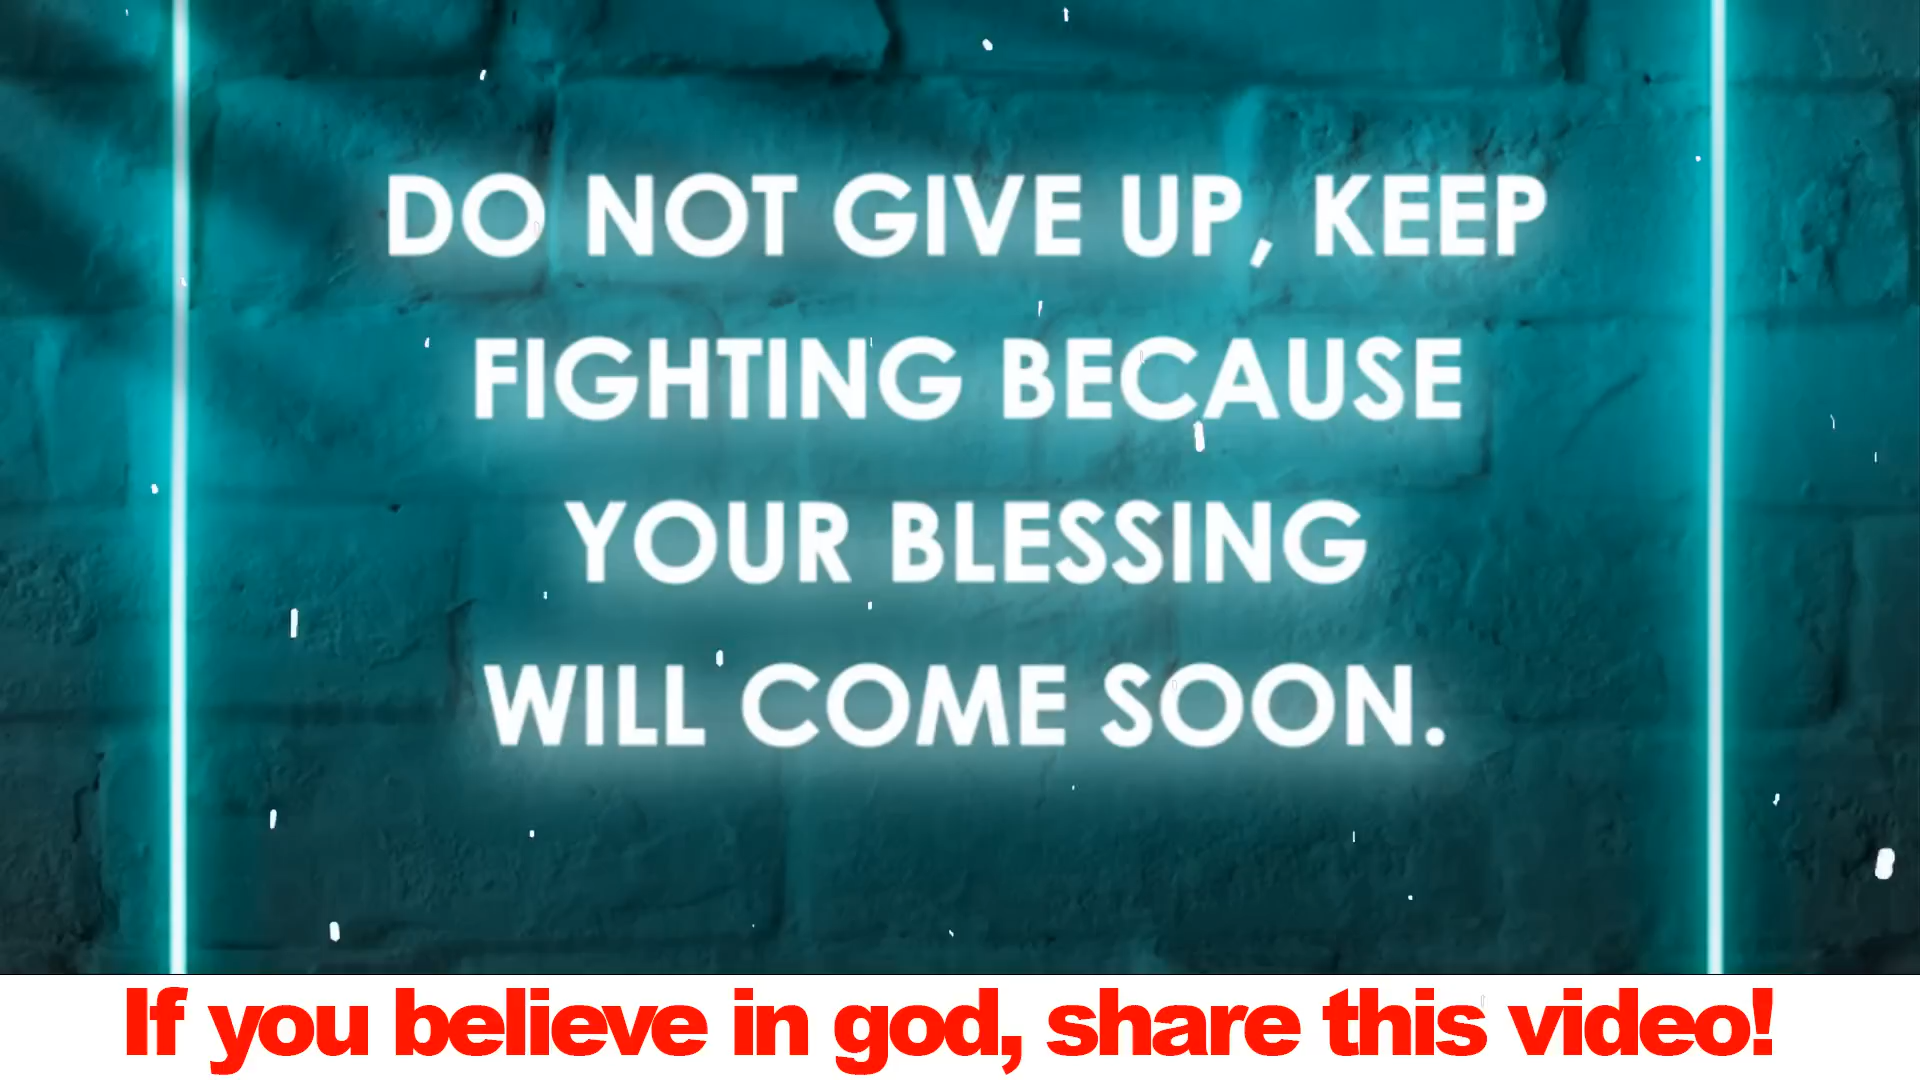 DO NOT GIVE UP, KEEP
FIGHTING BECAUSE
YOUR BLESSING
WILL COME SOON.
If you believe in god, share this video!